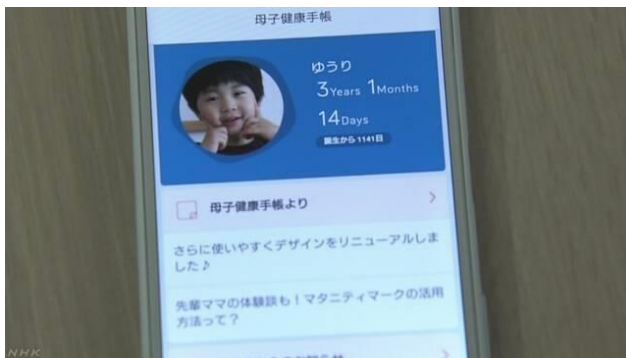 母子健康手帳
ゆうり
3Years 1Months
14Days
誕生から1141日
母子健康手帳より
さらに使いやすくデザインをリニューアルしま
した♪
先輩ママの体験談も!マタニティマークの活用
方法って?
NHK